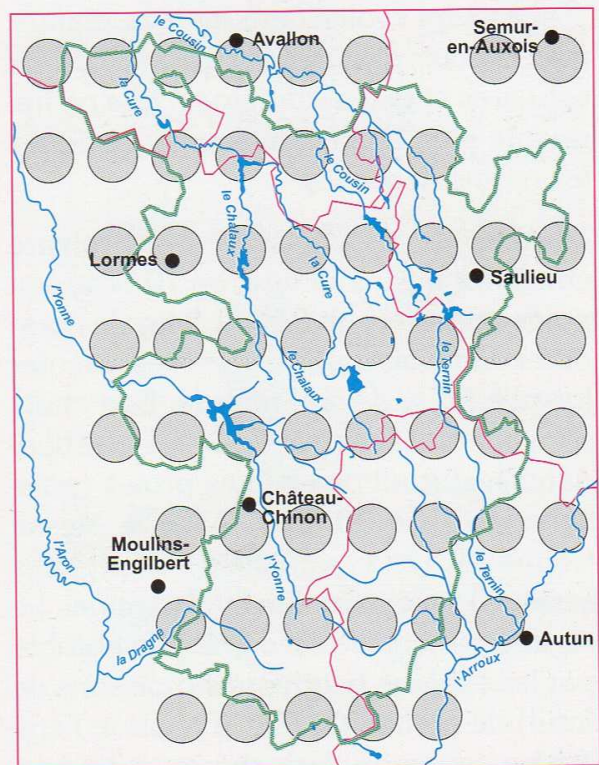 le Cousin
Avallon
Semur-
en-Auxois
la Cure
le Cousin
le Chalaux
Lormes
la Cure
Saulieu
l'Yonne
le Chalaux
le Ternin
Château-
Chinon
l'Aron
Moulins-
Engilbert
l'Yonne
le Ternin
la Dragne
Autun
l'Arroux